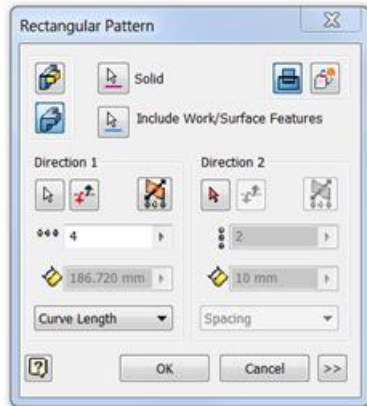 Rectangular Pattern
Solid
Include Work/Surface Features
Direction 1
Direction 2
4
2
186.720 mm
10 mm
Curve Length
Spacing
?
OK
Cancel
>>